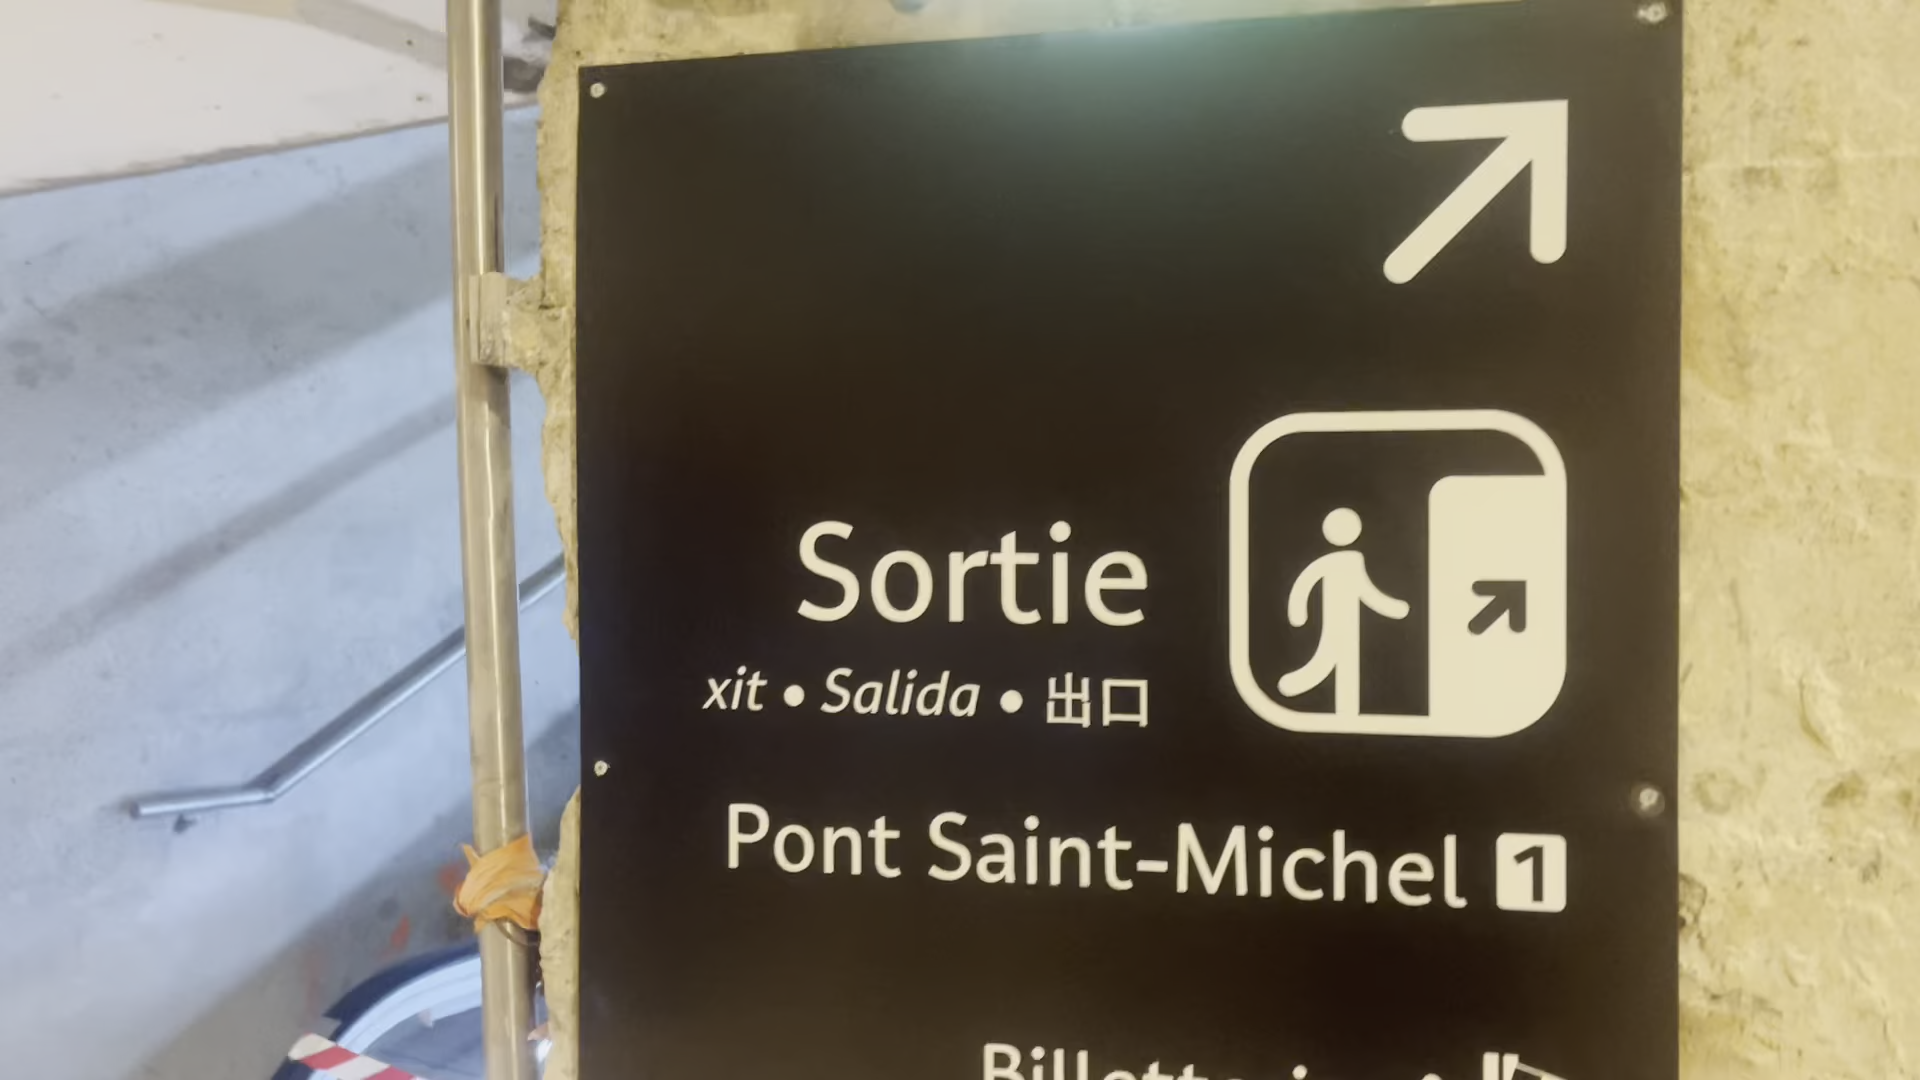 Sortie
xit • Salida • 出口
Pont Saint-Michel 1